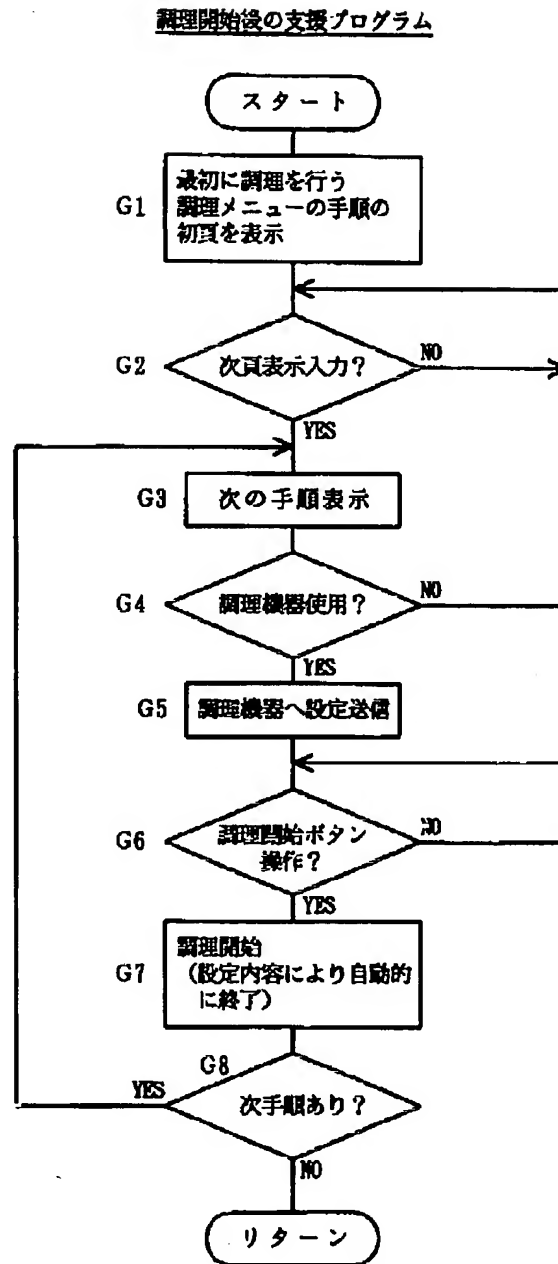 調理開始後の支援プログラム
スタート
G1
最初に調理を行う
調理メニューの手順の
初頁を表示
G2
次頁表示入力？
NO
YES
G3
次の手順表示
G4
調理機器使用？
NO
YES
G5
調理機器へ設定送信
G6
調理開始ボタン
操作？
NO
YES
G7
調理開始
（設定内容により自動的
に終了）
G8
YES
次手順あり？
NO
リターン